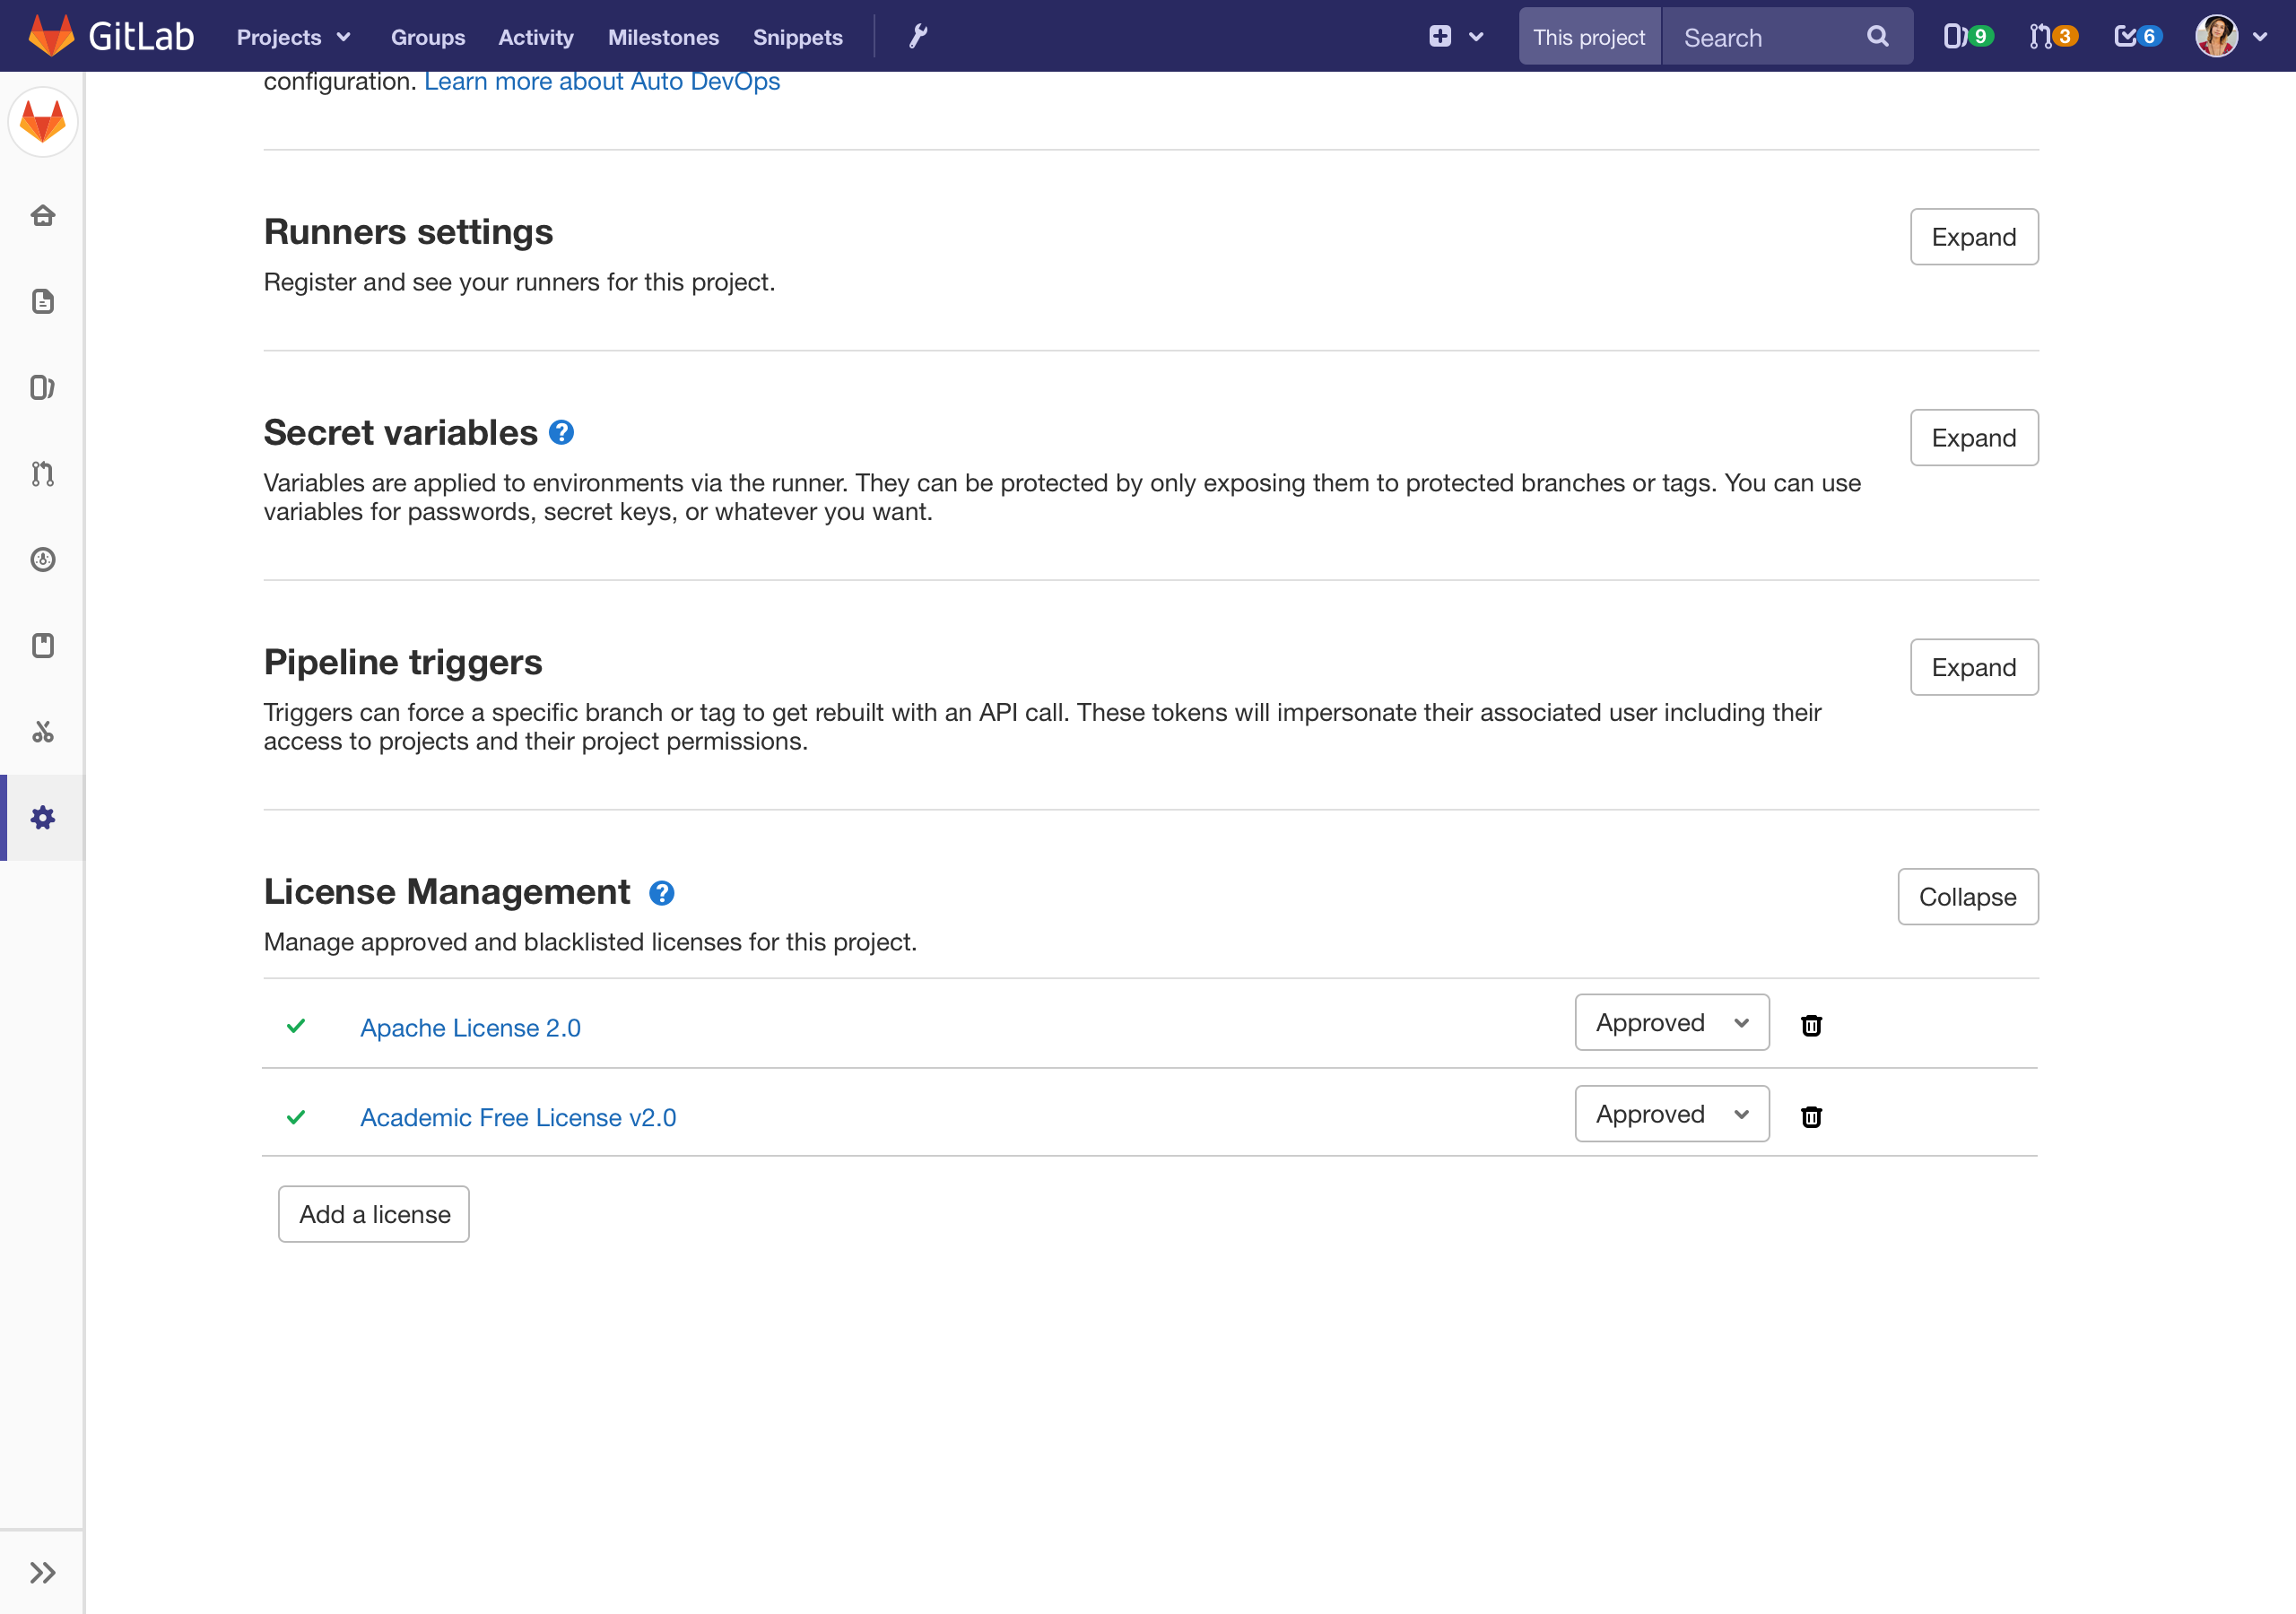 GitLab Projects Groups Activity Milestones Snippets This project Search 9 3 6
configuration. Learn more about Auto DevOps
Runners settings
Expand
Register and see your runners for this project.
Secret variables ?
Expand
Variables are applied to environments via the runner. They can be protected by only exposing them to protected branches or tags. You can use
variables for passwords, secret keys, or whatever you want.
Pipeline triggers
Expand
Triggers can force a specific branch or tag to get rebuilt with an API call. These tokens will impersonate their associated user including their
access to projects and their project permissions.
License Management ?
Collapse
Manage approved and blacklisted licenses for this project.
Apache License 2.0 Approved
Academic Free License v2.0 Approved
Add a license